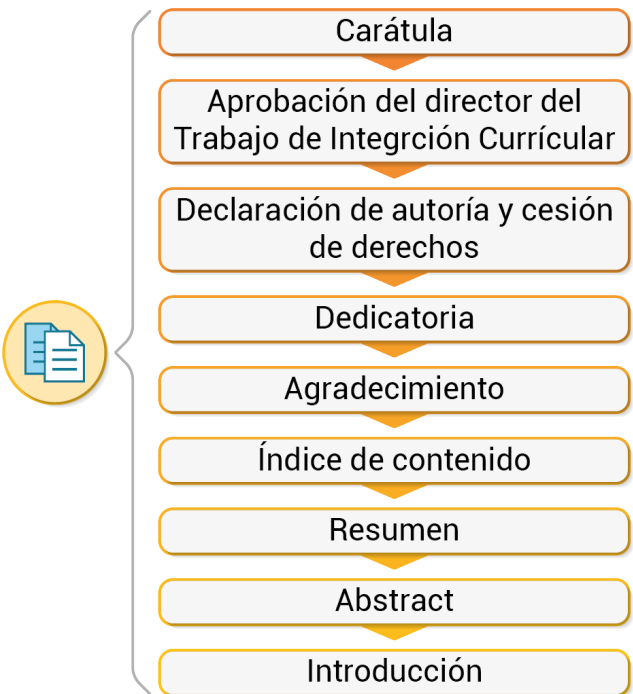 Carátula
Aprobación del director del
Trabajo de Integrción Currícular
Declaración de autoría y cesión
de derechos
Dedicatoria
Agradecimiento
Índice de contenido
Resumen
Abstract
Introducción